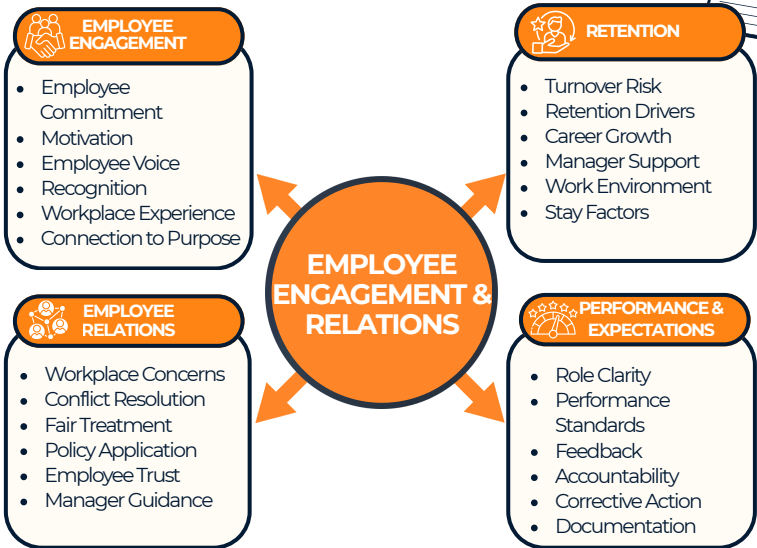 EMPLOYEE
ENGAGEMENT
• Employee
Commitment
• Motivation
• Employee Voice
• Recognition
• Workplace Experience
• Connection to Purpose
RETENTION
• Turnover Risk
• Retention Drivers
• Career Growth
• Manager Support
• Work Environment
• Stay Factors
EMPLOYEE
ENGAGEMENT &
RELATIONS
EMPLOYEE
RELATIONS
• Workplace Concerns
• Conflict Resolution
• Fair Treatment
• Policy Application
• Employee Trust
• Manager Guidance
PERFORMANCE &
EXPECTATIONS
• Role Clarity
• Performance
Standards
• Feedback
• Accountability
• Corrective Action
• Documentation